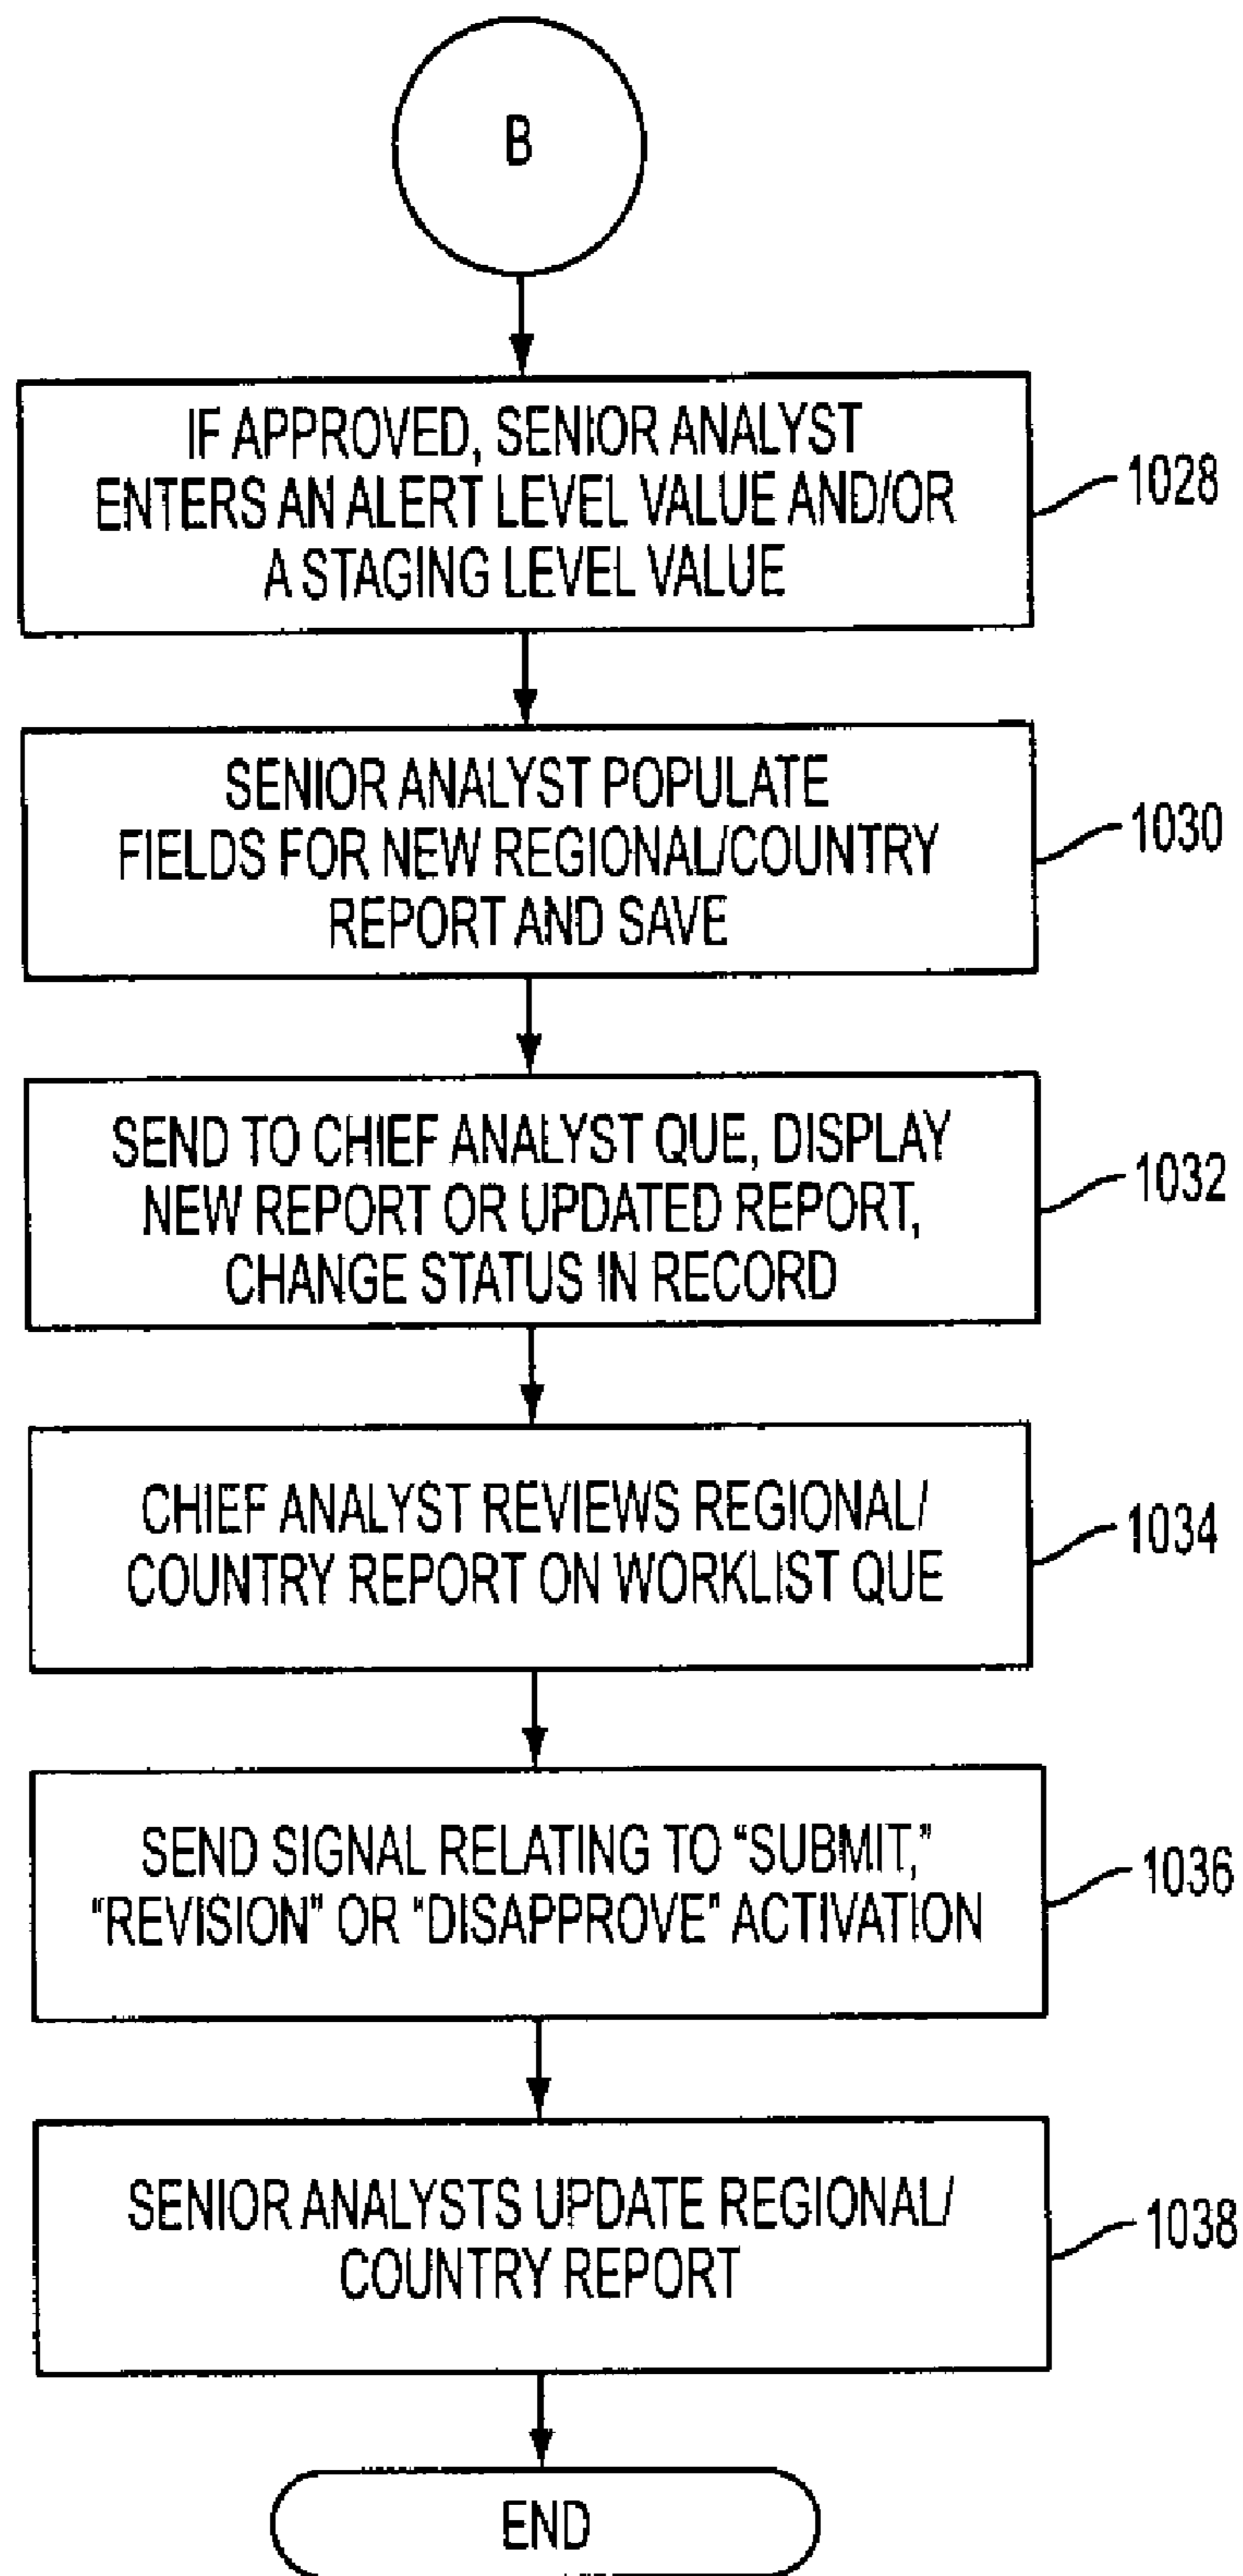 B
IF APPROVED, SENIOR ANALYST
ENTERS AN ALERT LEVEL VALUE AND/OR
A STAGING LEVEL VALUE
1028
SENIOR ANALYST POPULATE
FIELDS FOR NEW REGIONAL/COUNTRY
REPORT AND SAVE
1030
SEND TO CHIEF ANALYST QUE, DISPLAY
NEW REPORT OR UPDATED REPORT,
CHANGE STATUS IN RECORD
1032
CHIEF ANALYST REVIEWS REGIONAL/
COUNTRY REPORT ON WORKLIST QUE
1034
SEND SIGNAL RELATING TO “SUBMIT,”
“REVISION” OR “DISAPPROVE” ACTIVATION
1036
SENIOR ANALYSTS UPDATE REGIONAL/
COUNTRY REPORT
1038
END